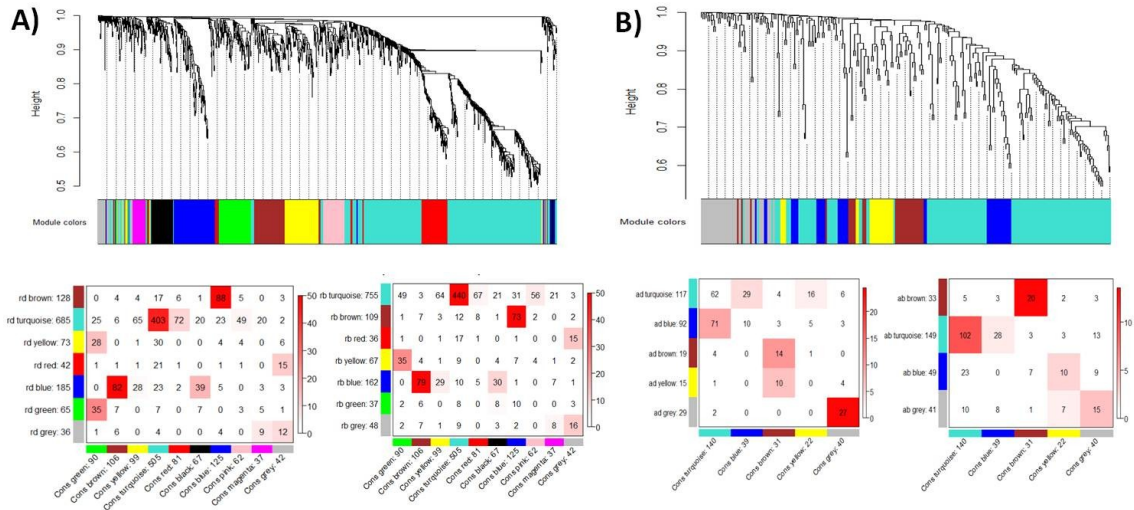 A)
Height
1.0
0.9
0.8
0.7
0.6
0.5
Module colors
B)
Height
1.0
0.9
0.8
0.7
0.6
Module colors
rd brown: 128 0 4 4 17 6 1 88 5 0 3
rd turquoise: 685 25 6 65 403 72 20 23 49 20 2
rd yellow: 73 28 0 1 30 0 0 4 4 0 6
rd red: 42 1 1 0 21 1 0 1 1 1 15
rd blue: 185 0 82 28 23 2 39 5 0 3 3
rd green: 65 35 7 0 7 0 7 0 3 5 1
rd grey: 36 1 6 1 4 0 0 3 0 9 12
50
40
30
20
10
0
Cons green: 90
Cons brown: 106
Cons yellow: 99
Cons turquoise: 505
Cons red: 81
Cons black: 67
Cons blue: 125
Cons pink: 62
Cons magenta: 37
Cons grey: 42
rb turquoise: 755 49 3 64 440 67 21 31 56 21 3
rb brown: 109 1 7 3 12 8 1 73 2 1 1
rb red: 36 0 1 0 17 1 0 1 1 0 15
rb yellow: 67 35 4 1 9 4 0 7 1 2 4
rb blue: 162 0 79 29 5 0 30 8 2 7 2
rb green: 37 2 6 0 8 0 10 2 0 8 1
rb grey: 48 3 6 2 9 1 3 0 0 8 16
50
40
30
20
10
0
Cons green: 90
Cons brown: 106
Cons yellow: 99
Cons turquoise: 505
Cons red: 81
Cons black: 67
Cons blue: 125
Cons pink: 62
Cons magenta: 37
Cons grey: 42
ad turquoise: 117 62 29 4 16 6
ad blue: 92 71 10 3 5 3
ad brown: 19 4 0 14 1 0
ad yellow: 15 1 0 10 0 4
ad grey: 29 2 0 0 0 27
20
15
10
5
0
Cons turquoise: 140
Cons blue: 39
Cons brown: 31
Cons yellow: 22
Cons grey: 40
ab brown: 33 5 3 20 2 3
ab turquoise: 149 102 28 3 3 13
ab blue: 49 23 0 7 10 9
ab grey: 41 10 8 1 7 15
8
6
4
2
0
Cons turquoise: 140
Cons blue: 39
Cons brown: 31
Cons yellow: 22
Cons grey: 40